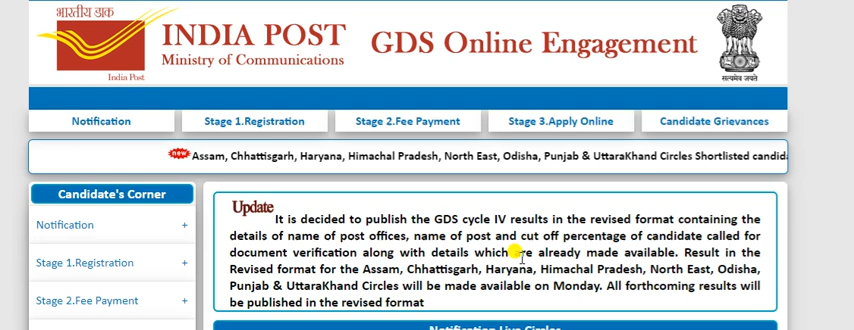 भारतीय डाक
India Post
INDIA POST
Ministry of Communications
GDS Online Engagement
सत्यमेव जयते
Notification
Stage 1.Registration
Stage 2.Fee Payment
Stage 3.Apply Online
Candidate Grievances
new
Assam, Chhattisgarh, Haryana, Himachal Pradesh, North East, Odisha, Punjab & UttaraKhand Circles Shortlisted candida
Candidate's Corner
Notification +
Stage 1.Registration +
Stage 2.Fee Payment +
Update
It is decided to publish the GDS cycle IV results in the revised format containing the
details of name of post offices, name of post and cut off percentage of candidate called for
document verification along with details which are already made available. Result in the
Revised format for the Assam, Chhattisgarh, Haryana, Himachal Pradesh, North East, Odisha,
Punjab & UttaraKhand Circles will be made available on Monday. All forthcoming results will
be published in the revised format
Notification Live Circles